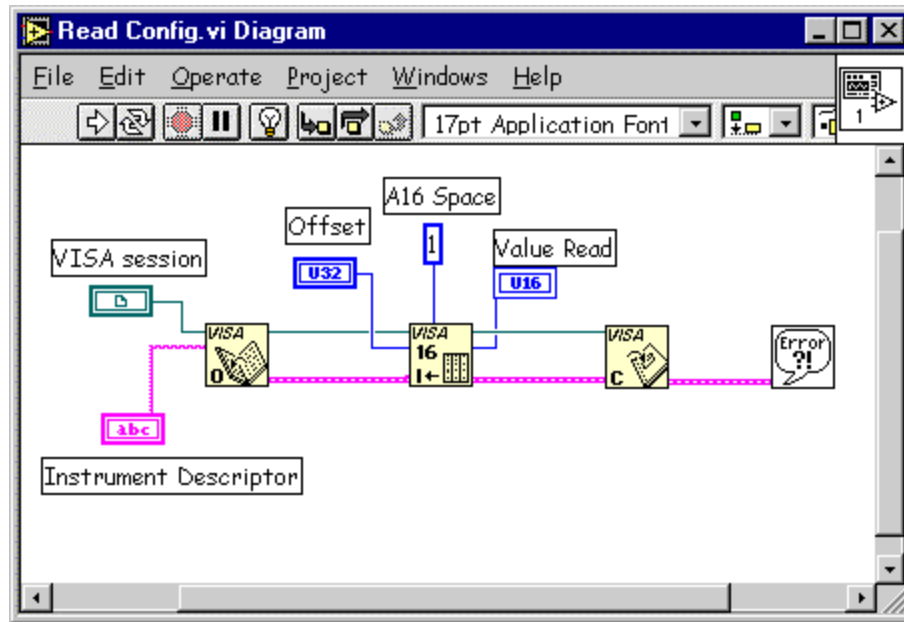 Read Config.vi Diagram
File Edit Operate Project Windows Help
17pt Application Font
1
A16 Space
Offset
1
Value Read
VISA session
U32
U16
VISA
O
VISA
16
I←
VISA
C
Error
?!
abc
Instrument Descriptor